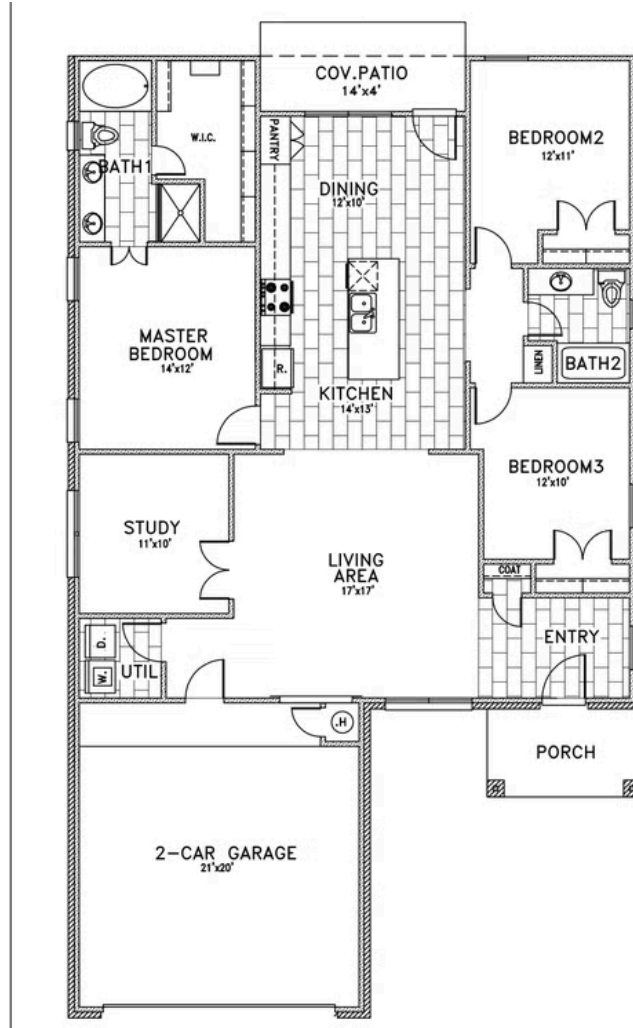 COV.PATIO
14'x4'
W.I.C.
PANTRY
BATH1
DINING
12'x10'
BEDROOM2
12'x11'
MASTER
BEDROOM
14'x12'
R.
KITCHEN
14'x13'
LINEN
BATH2
BEDROOM3
12'x10'
STUDY
11'x10'
LIVING
AREA
17'x17'
COAT
D.
W.
UTIL
ENTRY
.H
PORCH
2-CAR GARAGE
21'x20'